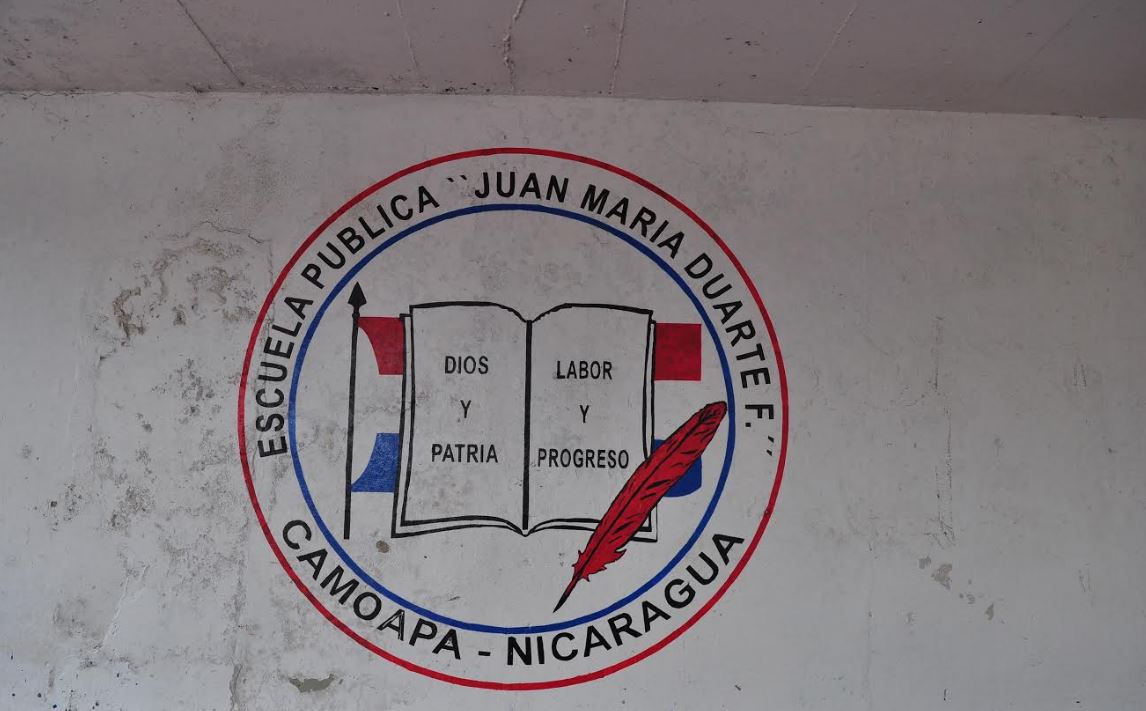 ESCUELA PUBLICA ``JUAN MARIA DUARTE F.´´
DIOS
Y
PATRIA
LABOR
Y
PROGRESO
CAMOAPA - NICARAGUA